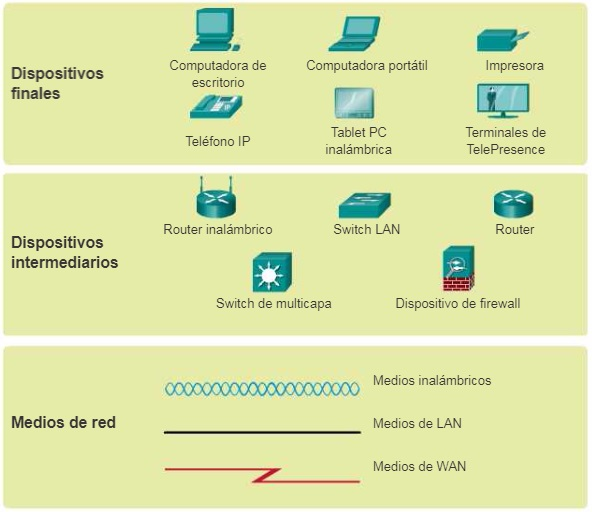 Dispositivos
finales
Computadora de
escritorio
Computadora portátil
Impresora
Teléfono IP
Tablet PC
inalámbrica
Terminales de
TelePresence
Dispositivos
intermediarios
Router inalámbrico
Switch LAN
Router
Switch de multicapa
Dispositivo de firewall
Medios de red
Medios inalámbricos
Medios de LAN
Medios de WAN